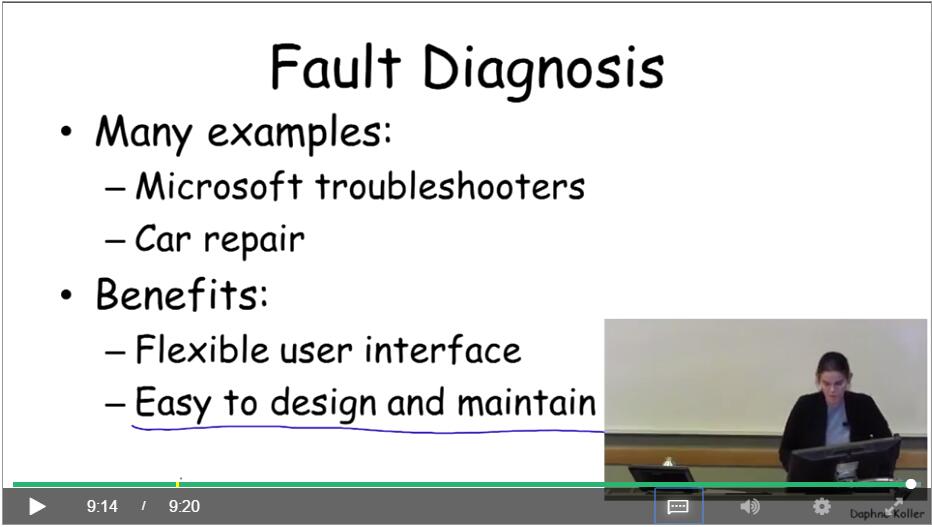 Fault Diagnosis
• Many examples:
– Microsoft troubleshooters
– Car repair
• Benefits:
– Flexible user interface
– Easy to design and maintain
9:14 / 9:20
Daphne Koller